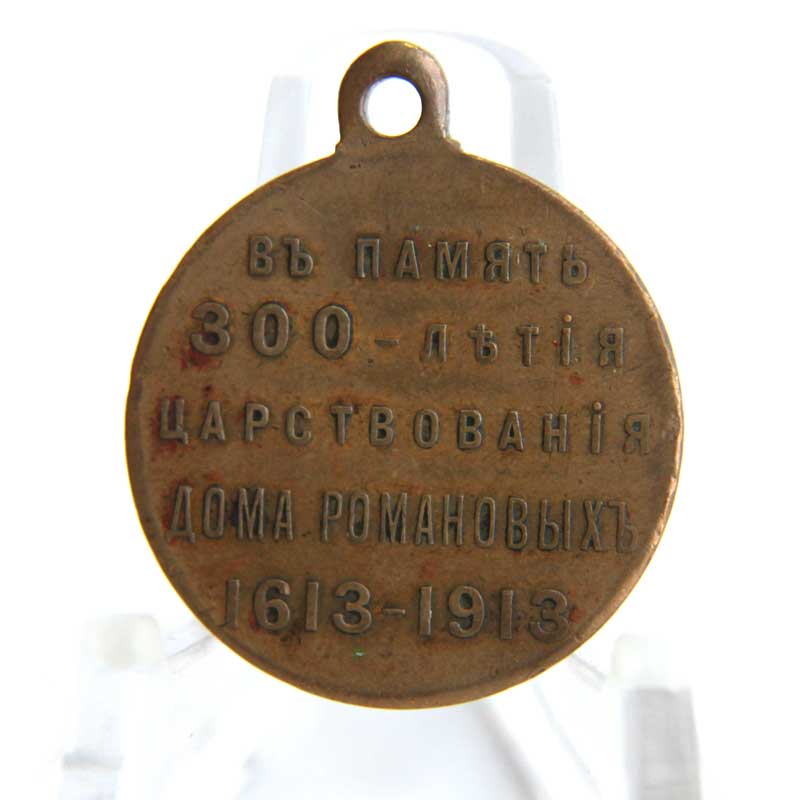 ВЪ ПАМЯТЬ
300-ЛѢТІЯ
ЦАРСТВОВАНІЯ
ДОМА РОМАНОВЫХЪ
1613-1913